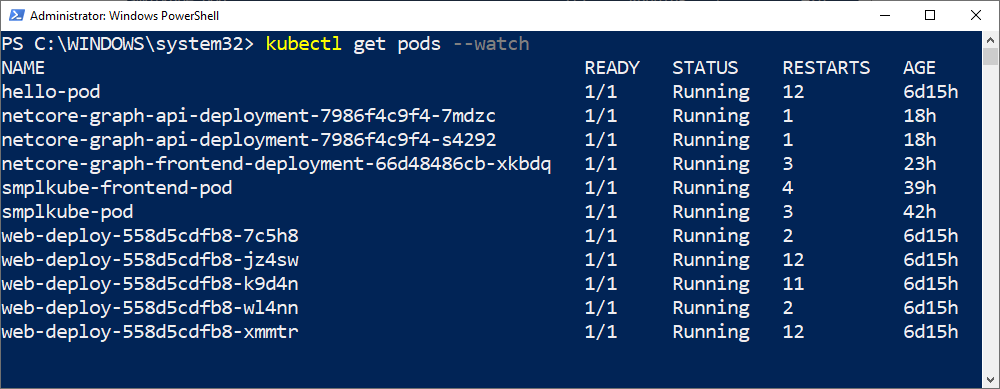 Administrator: Windows PowerShell
PS C:\WINDOWS\system32> kubectl get pods --watch
NAME READY STATUS RESTARTS AGE
hello-pod 1/1 Running 12 6d15h
netcore-graph-api-deployment-7986f4c9f4-7mdzc 1/1 Running 1 18h
netcore-graph-api-deployment-7986f4c9f4-s4292 1/1 Running 1 18h
netcore-graph-frontend-deployment-66d48486cb-xkbdq 1/1 Running 3 23h
smplkube-frontend-pod 1/1 Running 4 39h
smplkube-pod 1/1 Running 3 42h
web-deploy-558d5cdfb8-7c5h8 1/1 Running 2 6d15h
web-deploy-558d5cdfb8-jz4sw 1/1 Running 12 6d15h
web-deploy-558d5cdfb8-k9d4n 1/1 Running 11 6d15h
web-deploy-558d5cdfb8-wl4nn 1/1 Running 2 6d15h
web-deploy-558d5cdfb8-xmmtr 1/1 Running 12 6d15h